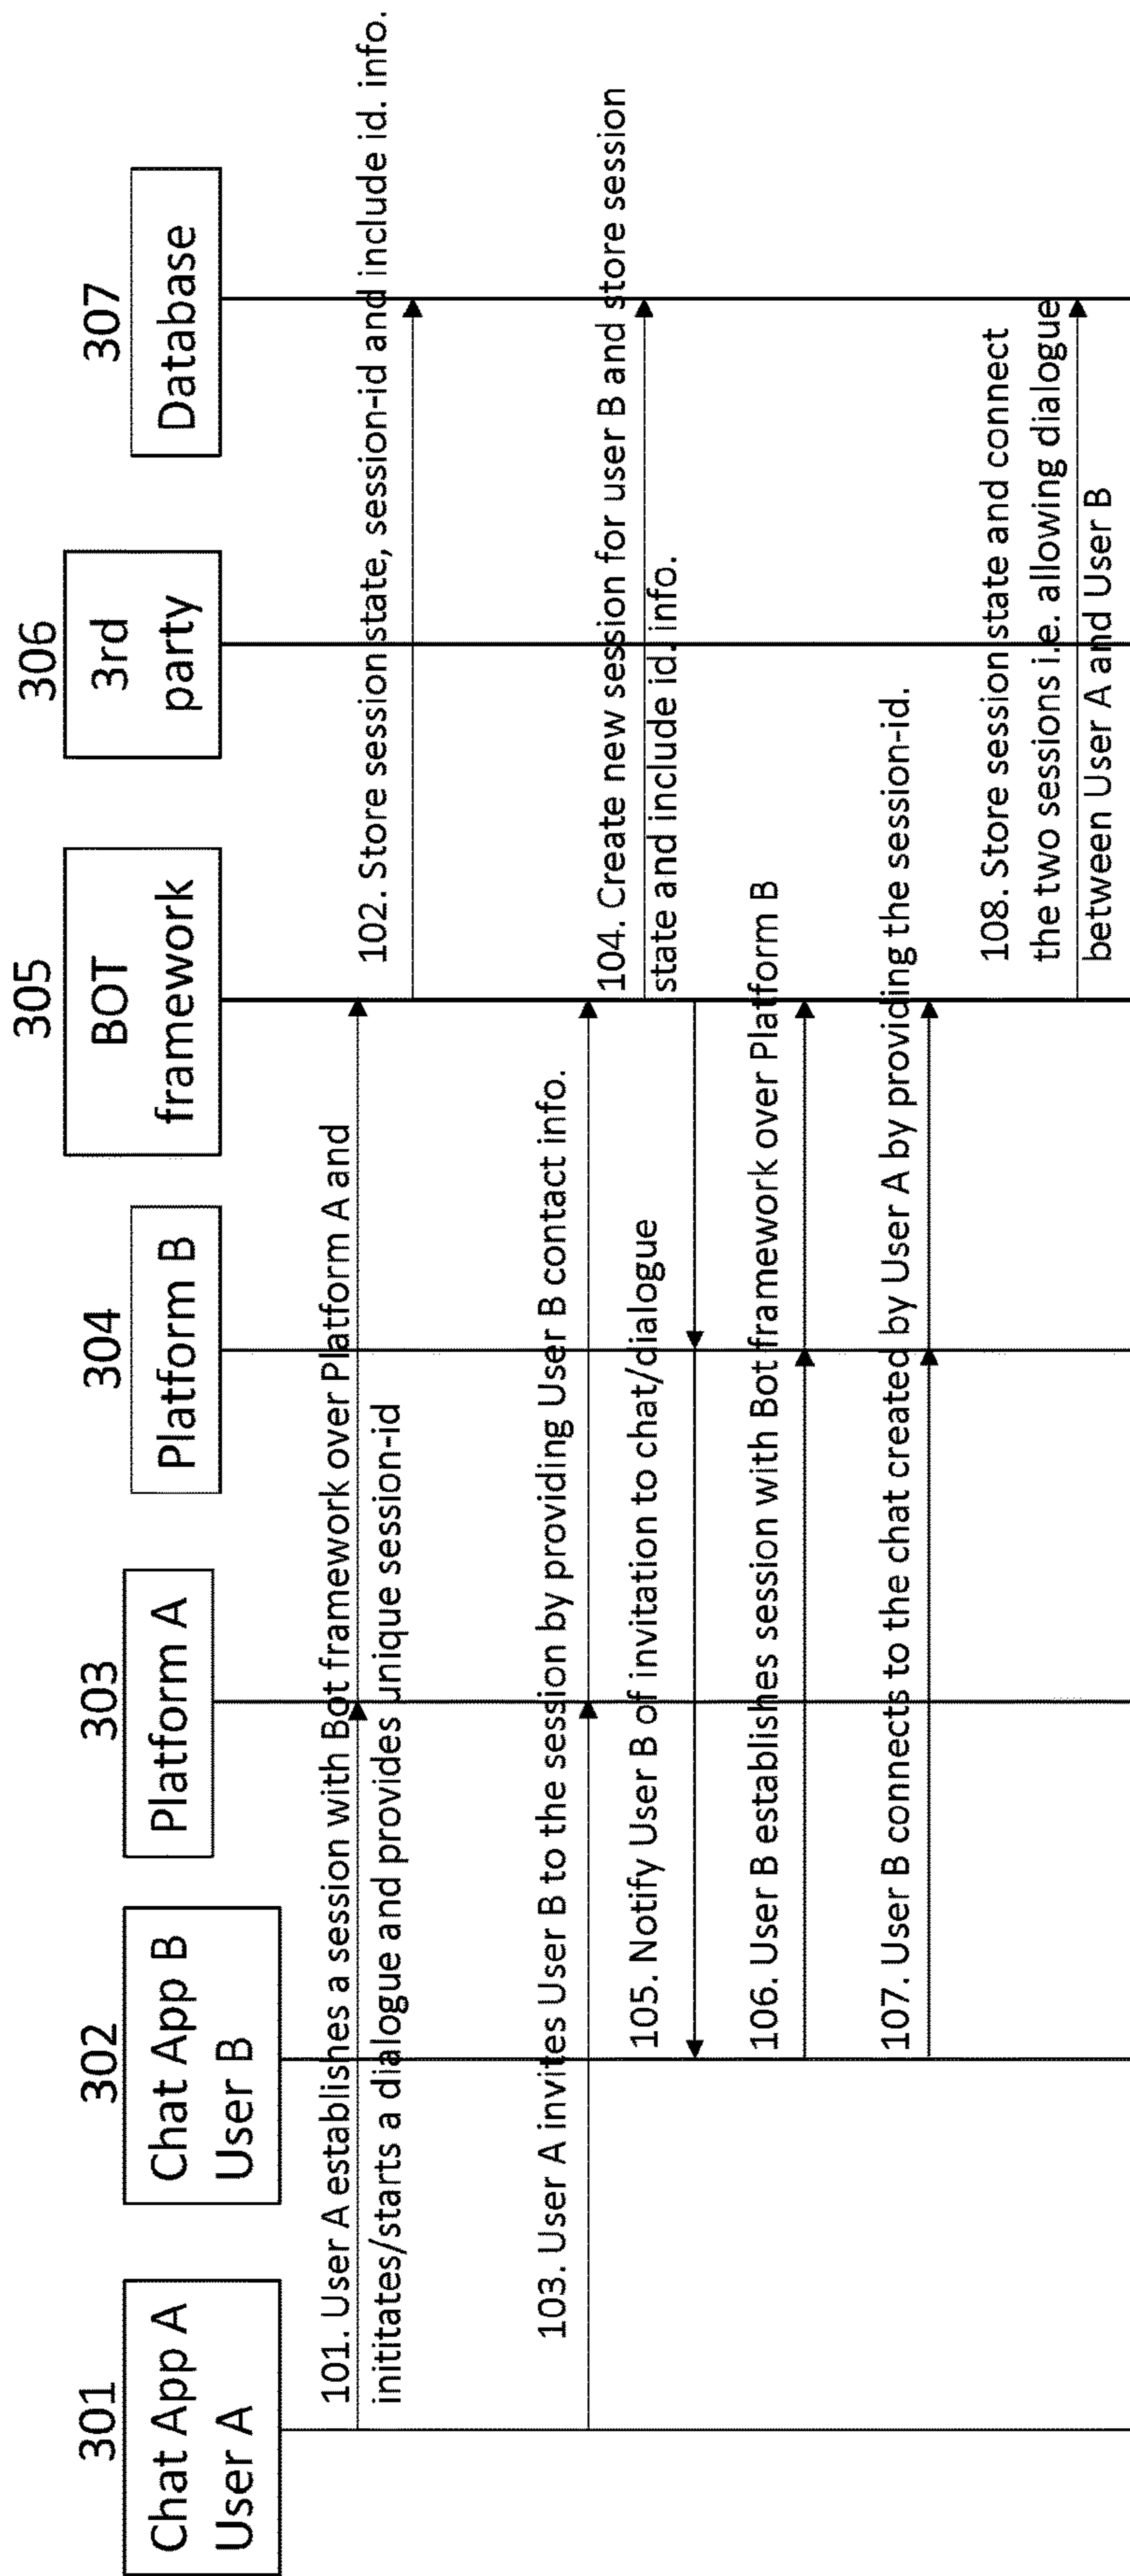 301
Chat App A
User A
302
Chat App B
User B
303
Platform A
304
Platform B
305
BOT
framework
306
3rd
party
307
Database
101. User A establishes a session with Bot framework over Platform A and
inititates/starts a dialogue and provides unique session-id
102. Store session state, session-id and include id. info.
103. User A invites User B to the session by providing User B contact info.
104. Create new session for user B and store session
state and include id. info.
105. Notify User B of invitation to chat/dialogue
106. User B establishes session with Bot framework over Platform B
107. User B connects to the chat created by User A by providing the session-id.
108. Store session state and connect
the two sessions i.e. allowing dialogue
between User A and User B